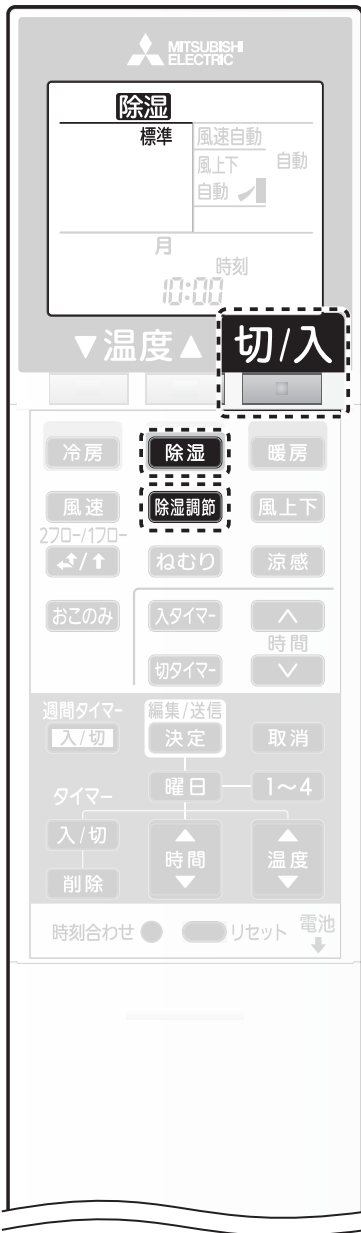 MITSUBISHI
ELECTRIC
除湿
標準 風速自動
風上下 自動
自動
月
時刻
10:00
▼温度▲ 切/入
冷房 除湿 暖房
風速 除湿調節 風上下
2フロー/1フロー
/↑ ねむり 涼感
おこのみ 入タイマー ∧
時間
切タイマー ∨
週間タイマー 編集/送信
入/切 決定 取消
曜日 1~4
タイマー
入/切 ▲ ▲
時間 温度
削除 ▼ ▼
時刻合わせ リセット 電池